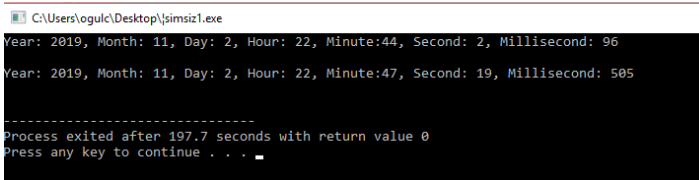 C:\Users\ogulc\Desktop\¦simsiz1.exe
Year: 2019, Month: 11, Day: 2, Hour: 22, Minute:44, Second: 2, Millisecond: 96
Year: 2019, Month: 11, Day: 2, Hour: 22, Minute:47, Second: 19, Millisecond: 505
--------------------------------
Process exited after 197.7 seconds with return value 0
Press any key to continue . . .